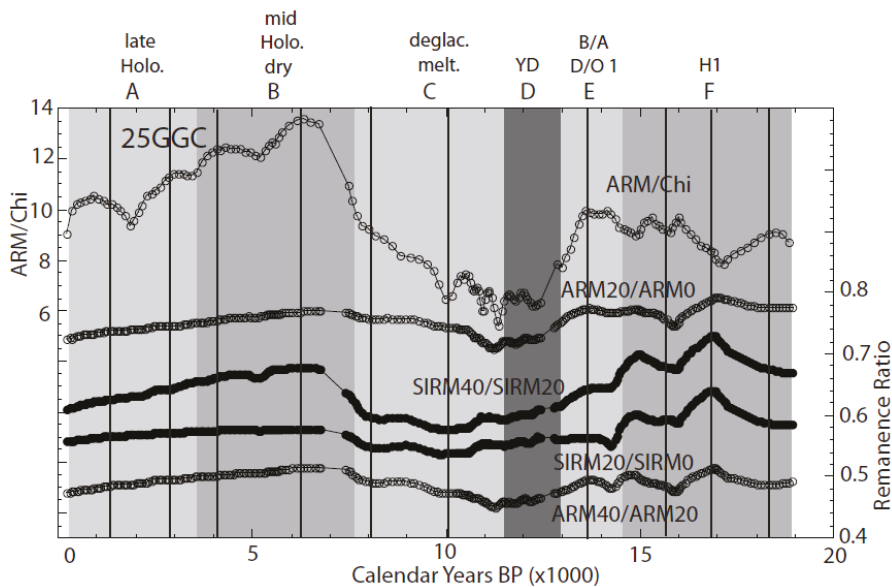 late
Holo.
A
mid
Holo.
dry
B
deglac.
melt.
C
YD
D
B/A
D/O 1
E
H1
F
25GGC
ARM/Chi
ARM20/ARM0
SIRM40/SIRM20
SIRM20/SIRM0
ARM40/ARM20
ARM/Chi
14
12
10
8
6
Remanence Ratio
0.8
0.7
0.6
0.5
0.4
0
5
10
15
20
Calendar Years BP (x1000)